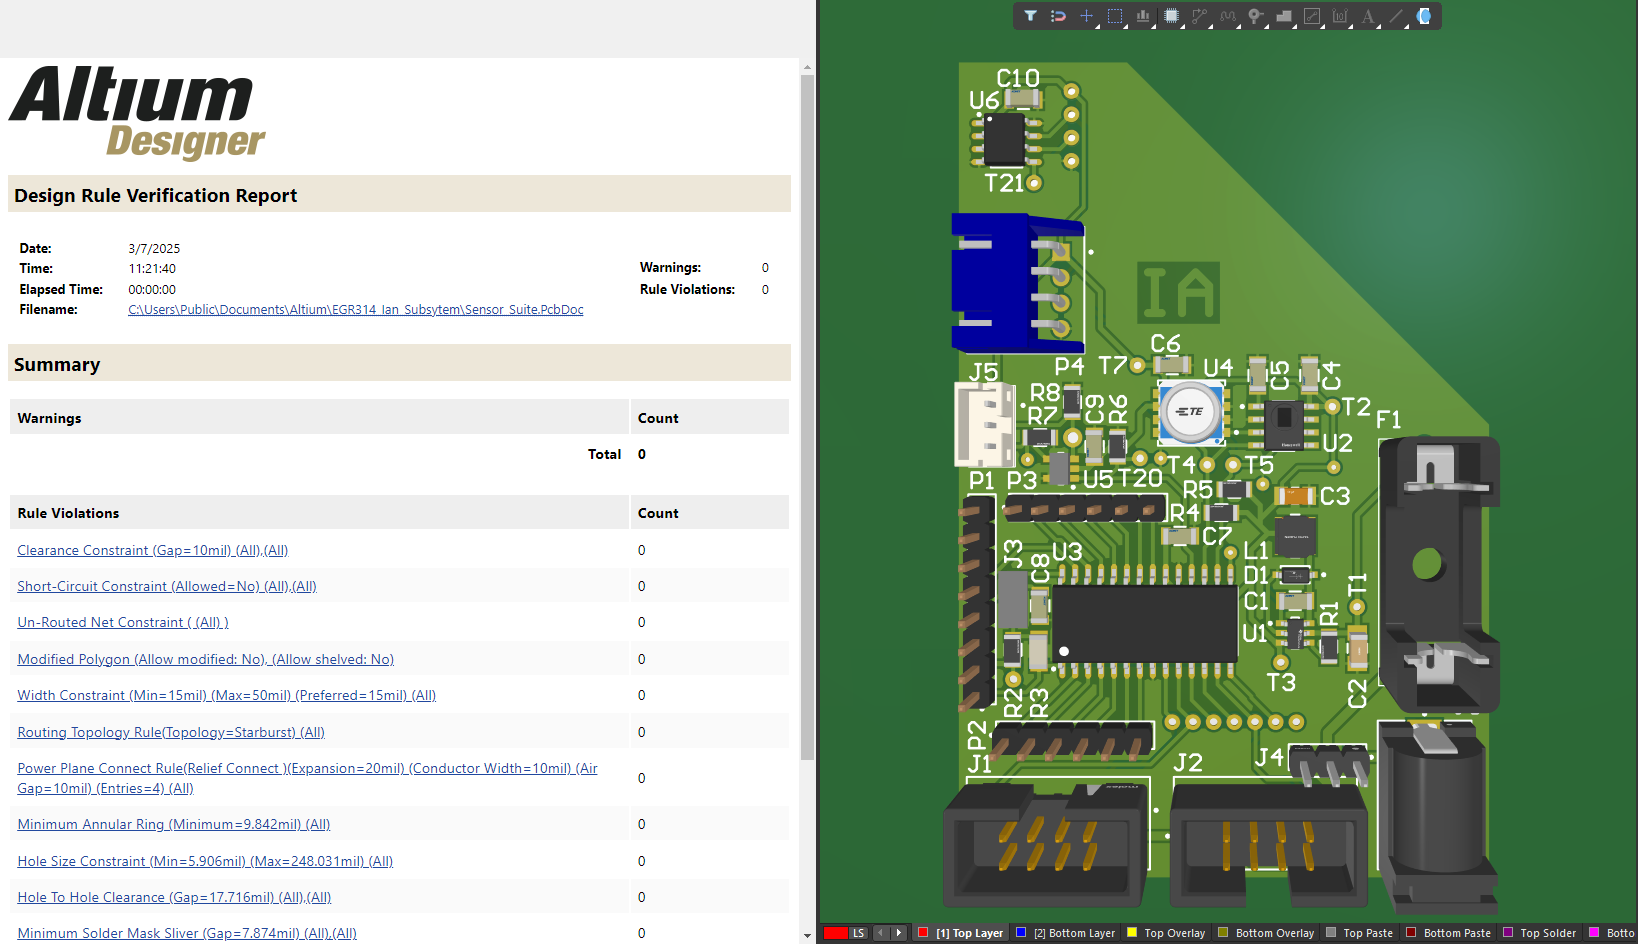 Altium
Designer
Design Rule Verification Report
Date: 3/7/2025
Time: 11:21:40
Elapsed Time: 00:00:00
Filename: C:\Users\Public\Documents\Altium\EGR314_Ian_Subsytem\Sensor_Suite.PcbDoc
Warnings: 0
Rule Violations: 0
Summary
Warnings Count
Total 0
Rule Violations Count
Clearance Constraint (Gap=10mil) (All),(All) 0
Short-Circuit Constraint (Allowed=No) (All),(All) 0
Un-Routed Net Constraint ( (All) ) 0
Modified Polygon (Allow modified: No), (Allow shelved: No) 0
Width Constraint (Min=15mil) (Max=50mil) (Preferred=15mil) (All) 0
Routing Topology Rule(Topology=Starburst) (All) 0
Power Plane Connect Rule(Relief Connect )(Expansion=20mil) (Conductor Width=10mil) (Air
Gap=10mil) (Entries=4) (All) 0
Minimum Annular Ring (Minimum=9.842mil) (All) 0
Hole Size Constraint (Min=5.906mil) (Max=248.031mil) (All) 0
Hole To Hole Clearance (Gap=17.716mil) (All),(All) 0
Minimum Solder Mask Sliver (Gap=7.874mil) (All),(All) 0
C10
U6
T21
IA
C6
P4 T7 U4
J5
R8
R7
C9
R6
C5
C4
TE
T2
F1
U2
P1 P3
U5 T20
T4 T5
R5
C3
R4
C7
J3
C8
U3
L1
D1
C1
T1
U1
R1
T3
R2
R3
C2
P2
J1
J2
J4
LS
[1] Top Layer
[2] Bottom Layer
Top Overlay
Bottom Overlay
Top Paste
Bottom Paste
Top Solder
Botto